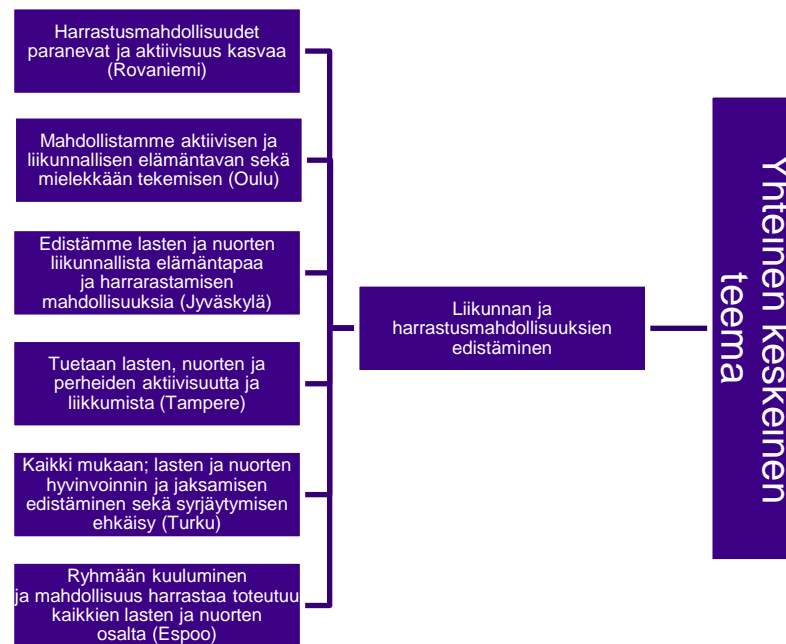 Harrastusmahdollisuudet
paranevat ja aktiivisuus kasvaa
(Rovaniemi)
Mahdollistamme aktiivisen ja
liikunnallisen elämäntavan sekä
mielekkään tekemisen (Oulu)
Edistämme lasten ja nuorten
liikunnallista elämäntapaa
ja harrarastamisen
mahdollisuuksia (Jyväskylä)
Tuetaan lasten, nuorten ja
perheiden aktiivisuutta ja
liikkumista (Tampere)
Kaikki mukaan; lasten ja nuorten
hyvinvoinnin ja jaksamisen
edistäminen sekä syrjäytymisen
ehkäisy (Turku)
Ryhmään kuuluminen
ja mahdollisuus harrastaa toteutuu
kaikkien lasten ja nuorten
osalta (Espoo)
Liikunnan ja
harrastusmahdollisuuksien
edistäminen
Yhteinen keskeinen
teema